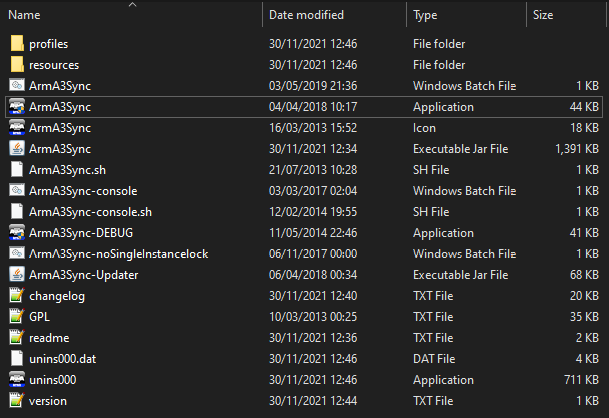 Name Date modified Type Size
profiles 30/11/2021 12:46 File folder
resources 30/11/2021 12:46 File folder
ArmA3Sync 03/05/2019 21:36 Windows Batch File 1 KB
ArmA3Sync 04/04/2018 10:17 Application 44 KB
ArmA3Sync 16/03/2013 15:52 Icon 18 KB
ArmA3Sync 30/11/2021 12:34 Executable Jar File 1,391 KB
ArmA3Sync.sh 21/07/2013 10:28 SH File 1 KB
ArmA3Sync-console 03/03/2017 02:04 Windows Batch File 1 KB
ArmA3Sync-console.sh 12/02/2014 19:55 SH File 1 KB
ArmA3Sync-DEBUG 11/05/2014 22:46 Application 41 KB
ArmA3Sync-noSingleInstancelock 06/11/2017 00:00 Windows Batch File 1 KB
ArmA3Sync-Updater 06/04/2018 00:34 Executable Jar File 68 KB
changelog 30/11/2021 12:40 TXT File 20 KB
GPL 10/03/2013 00:25 TXT File 35 KB
readme 30/11/2021 12:36 TXT File 2 KB
unins000.dat 30/11/2021 12:46 DAT File 4 KB
unins000 30/11/2021 12:46 Application 711 KB
version 30/11/2021 12:44 TXT File 1 KB